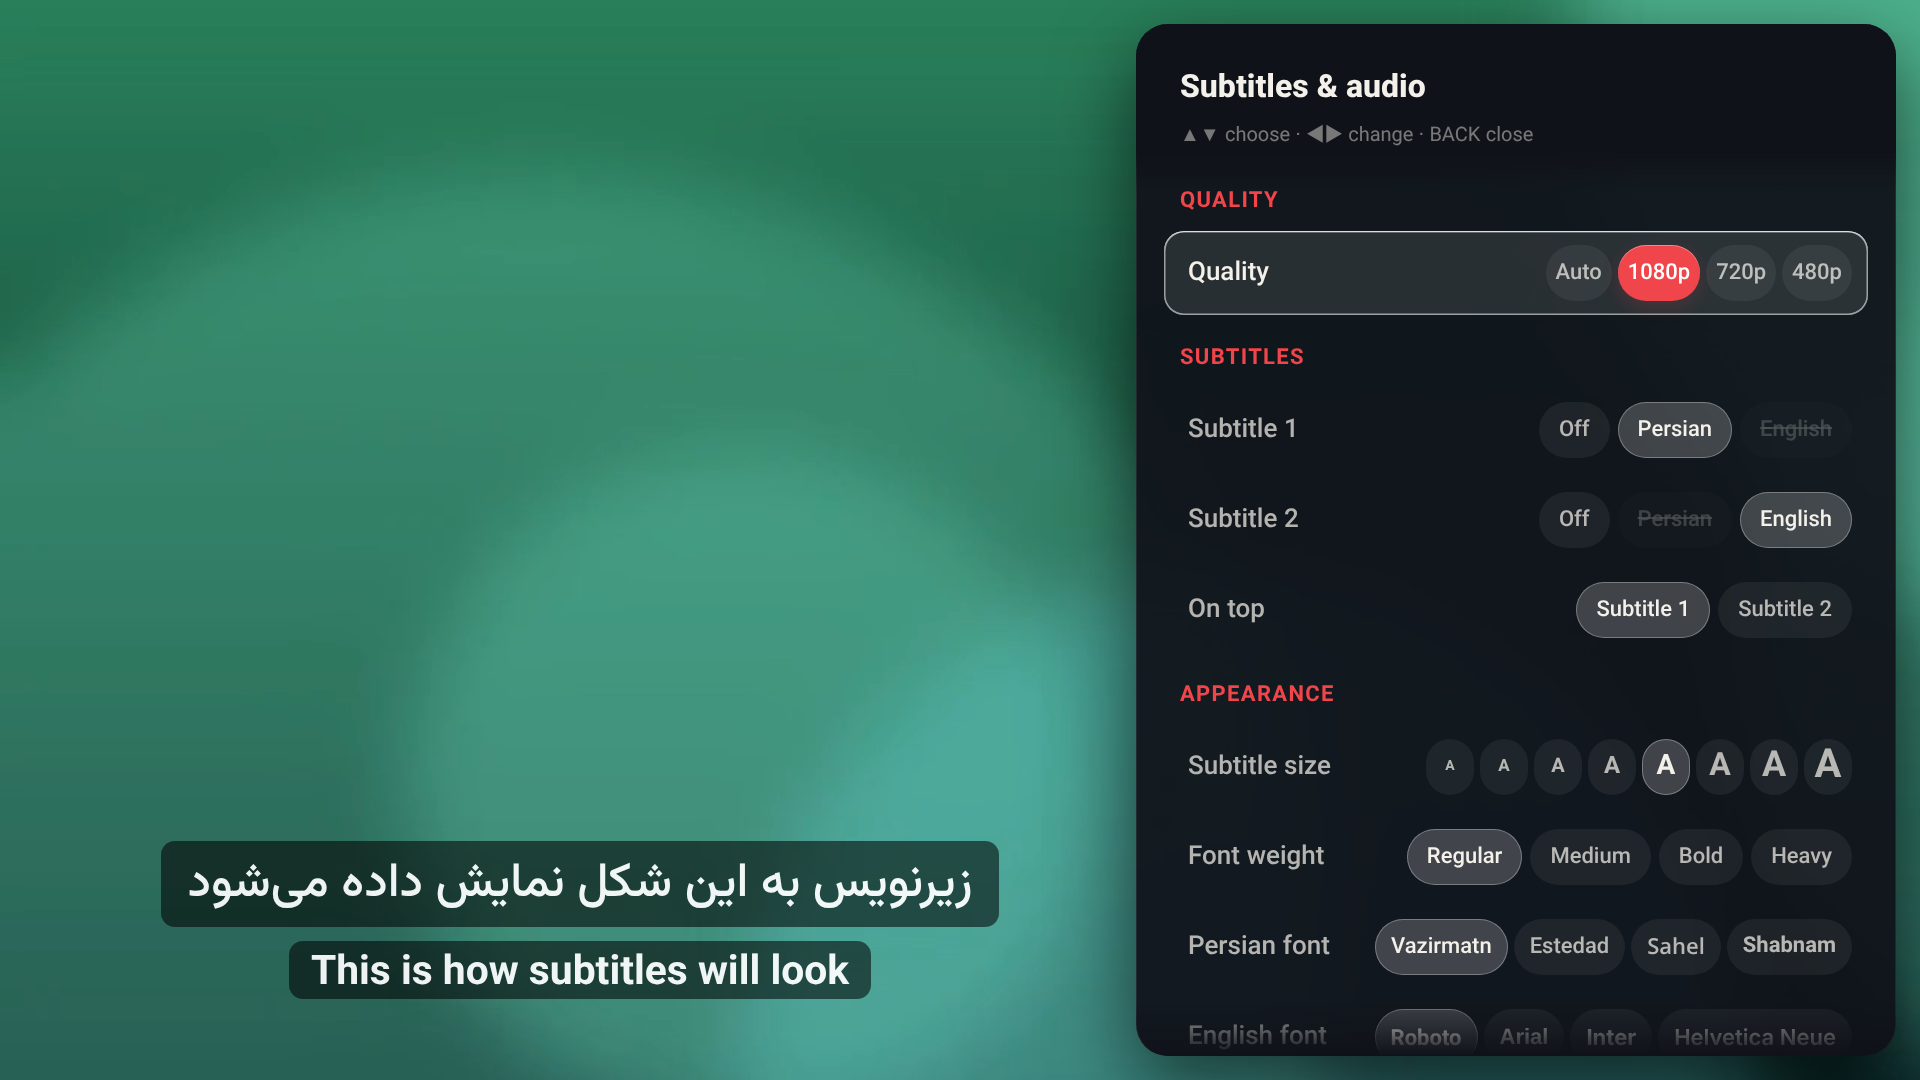 Subtitles & audio
▲▼ choose · ◀▶ change · BACK close
QUALITY
Quality Auto 1080p 720p 480p
SUBTITLES
Subtitle 1 Off Persian English
Subtitle 2 Off Persian English
On top Subtitle 1 Subtitle 2
APPEARANCE
Subtitle size A A A A A A A A
Font weight Regular Medium Bold Heavy
Persian font Vazirmatn Estedad Sahel Shabnam
English font Roboto Arial Inter Helvetica Neue
زیرنویس به این شکل نمایش داده می‌شود
This is how subtitles will look